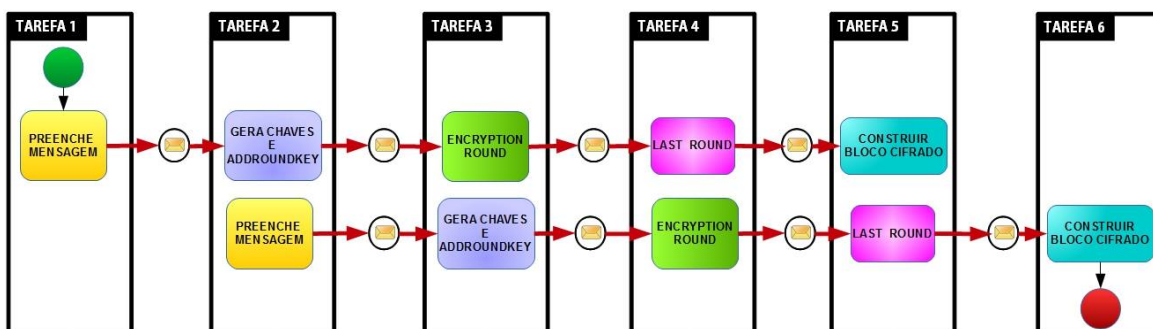 TAREFA 1
TAREFA 2
TAREFA 3
TAREFA 4
TAREFA 5
TAREFA 6
PREENCHE
MENSAGEM
GERA CHAVES
E
ADDROUNDKEY
ENCRYPTION
ROUND
LAST ROUND
CONSTRUIR
BLOCO CIFRADO
PREENCHE
MENSAGEM
GERA CHAVES
E
ADDROUNDKEY
ENCRYPTION
ROUND
LAST ROUND
CONSTRUIR
BLOCO CIFRADO